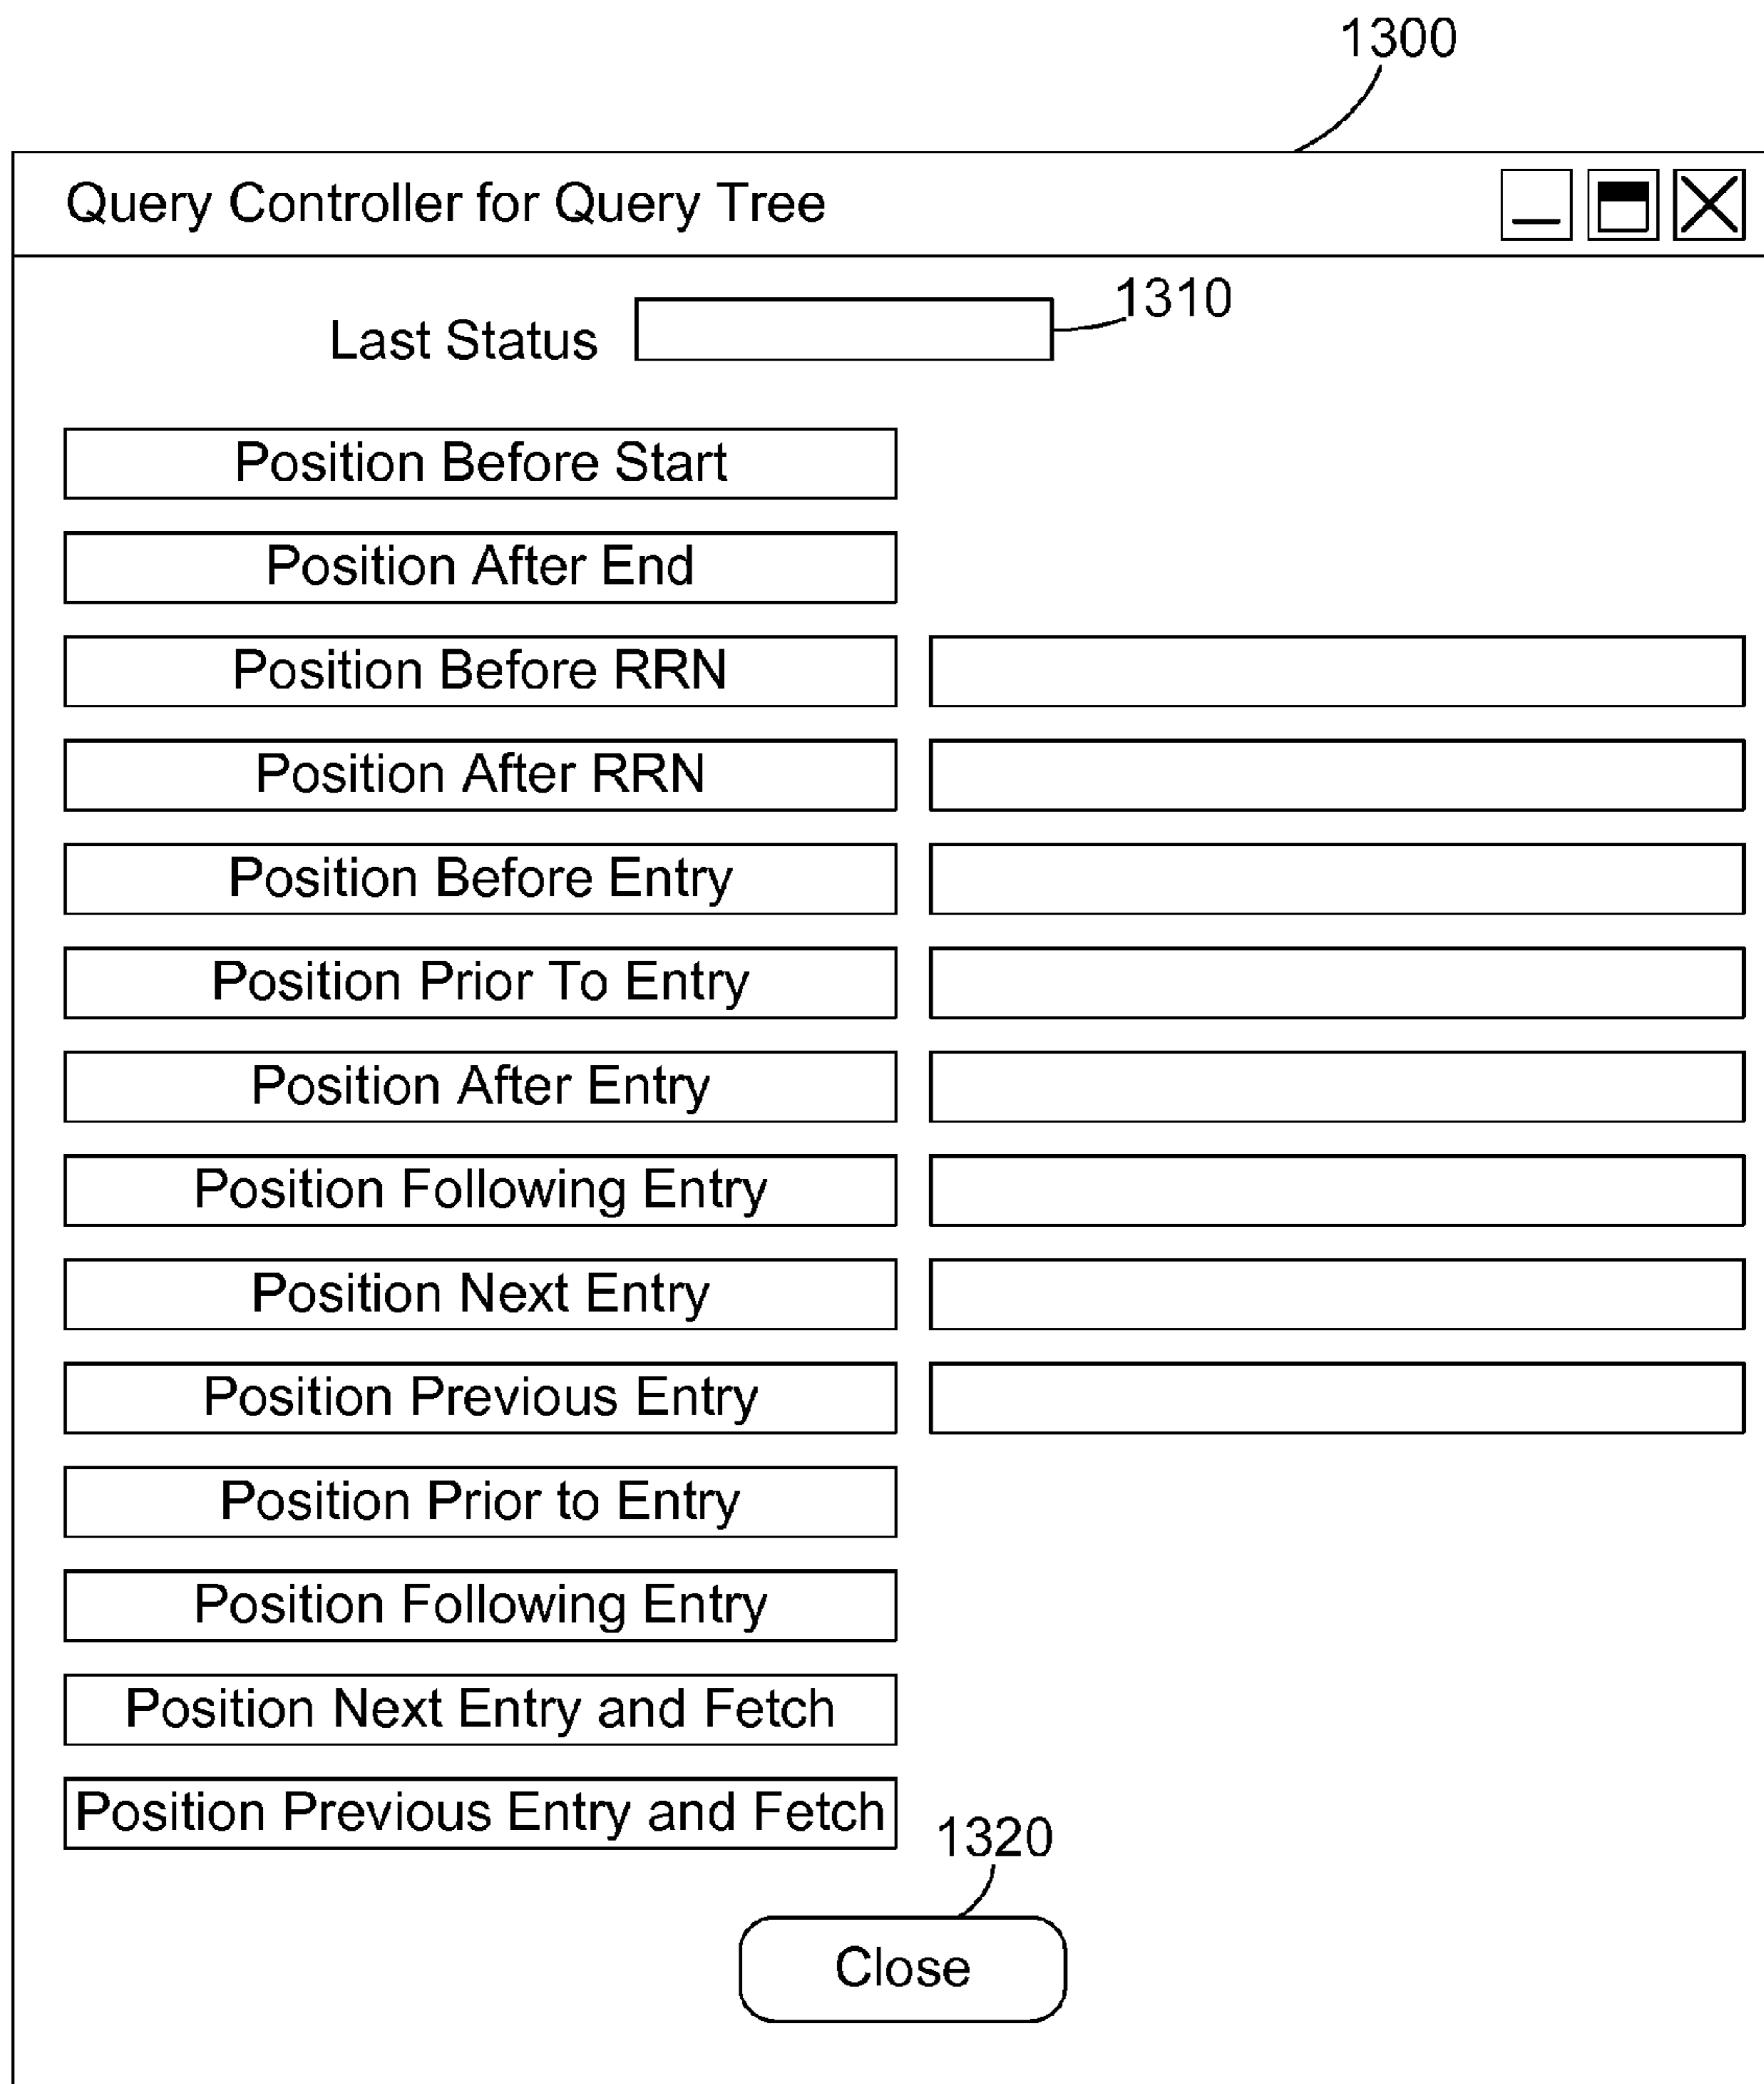 1300
Query Controller for Query Tree
Last Status
1310
Position Before Start
Position After End
Position Before RRN
Position After RRN
Position Before Entry
Position Prior To Entry
Position After Entry
Position Following Entry
Position Next Entry
Position Previous Entry
Position Prior to Entry
Position Following Entry
Position Next Entry and Fetch
Position Previous Entry and Fetch
1320
Close